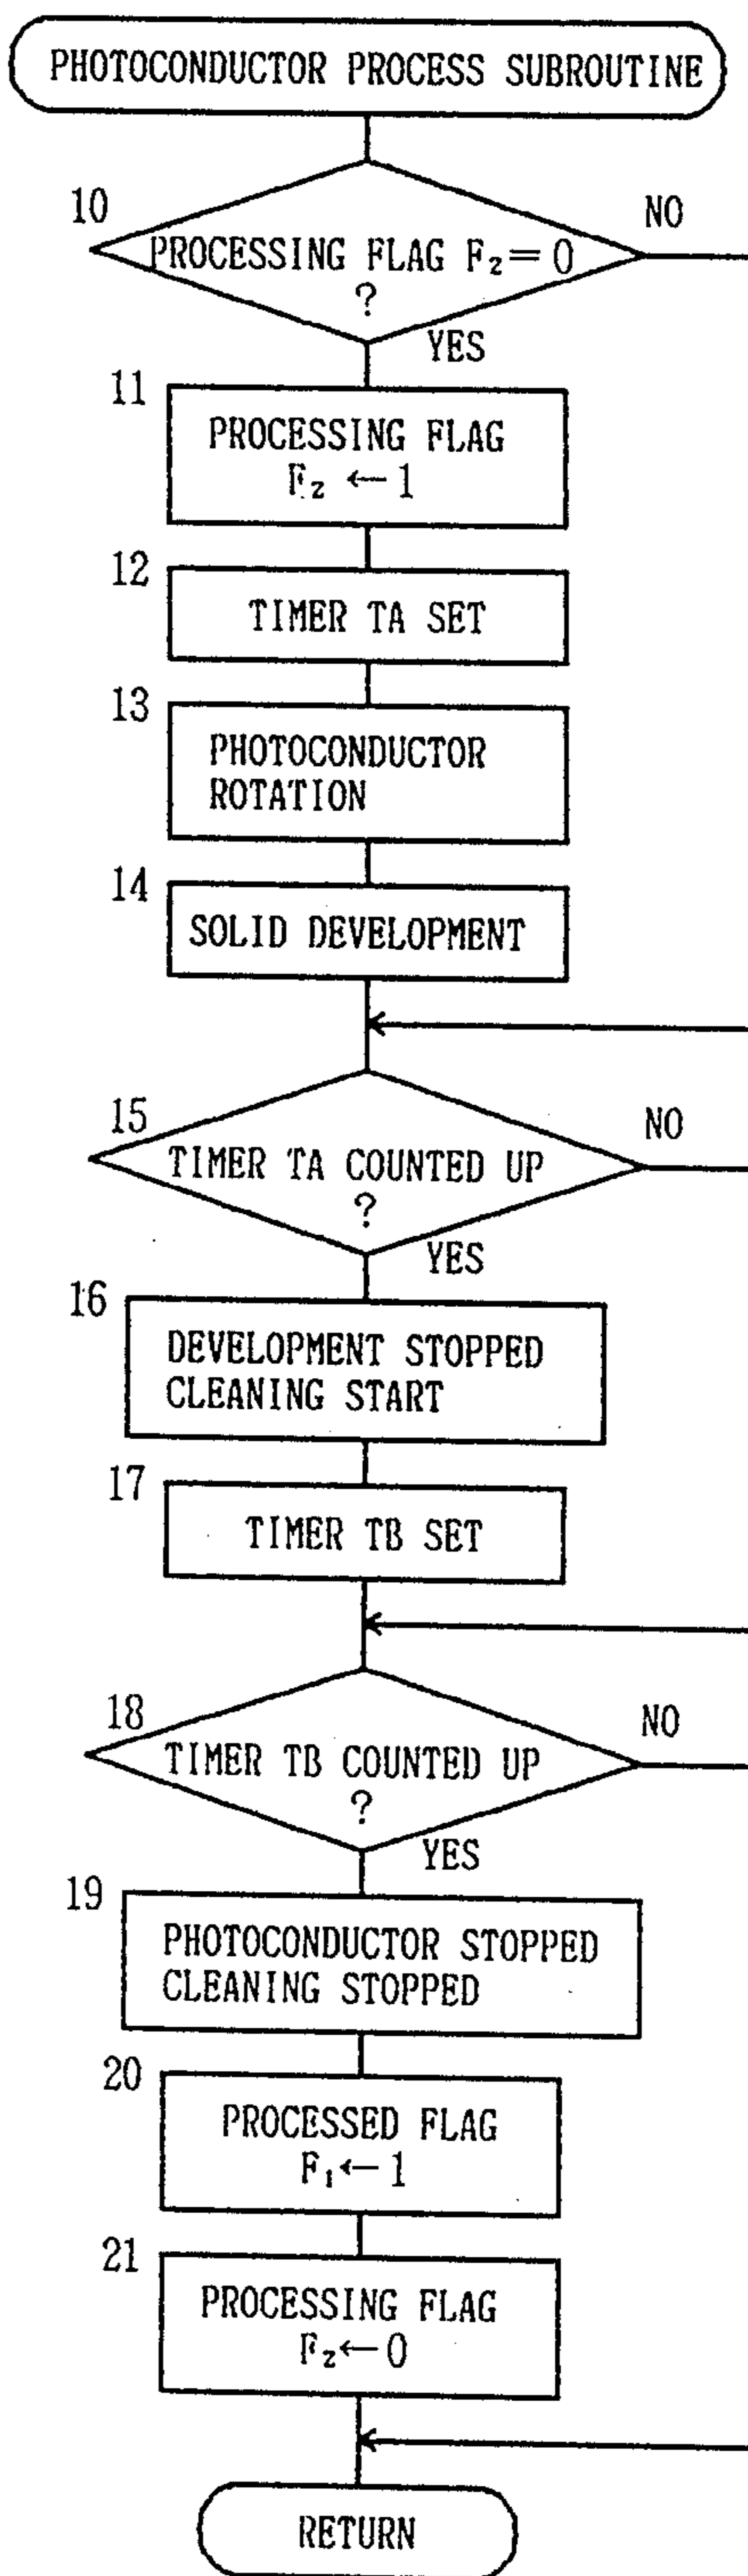 PHOTOCONDUCTOR PROCESS SUBROUTINE
10
NO
PROCESSING FLAG F₂=0
?
YES
11
PROCESSING FLAG
F₂ ←1
12
TIMER TA SET
13
PHOTOCONDUCTOR
ROTATION
14
SOLID DEVELOPMENT
15
NO
TIMER TA COUNTED UP
?
YES
16
DEVELOPMENT STOPPED
CLEANING START
17
TIMER TB SET
18
NO
TIMER TB COUNTED UP
?
YES
19
PHOTOCONDUCTOR STOPPED
CLEANING STOPPED
20
PROCESSED FLAG
F₁←1
21
PROCESSING FLAG
F₂←0
RETURN